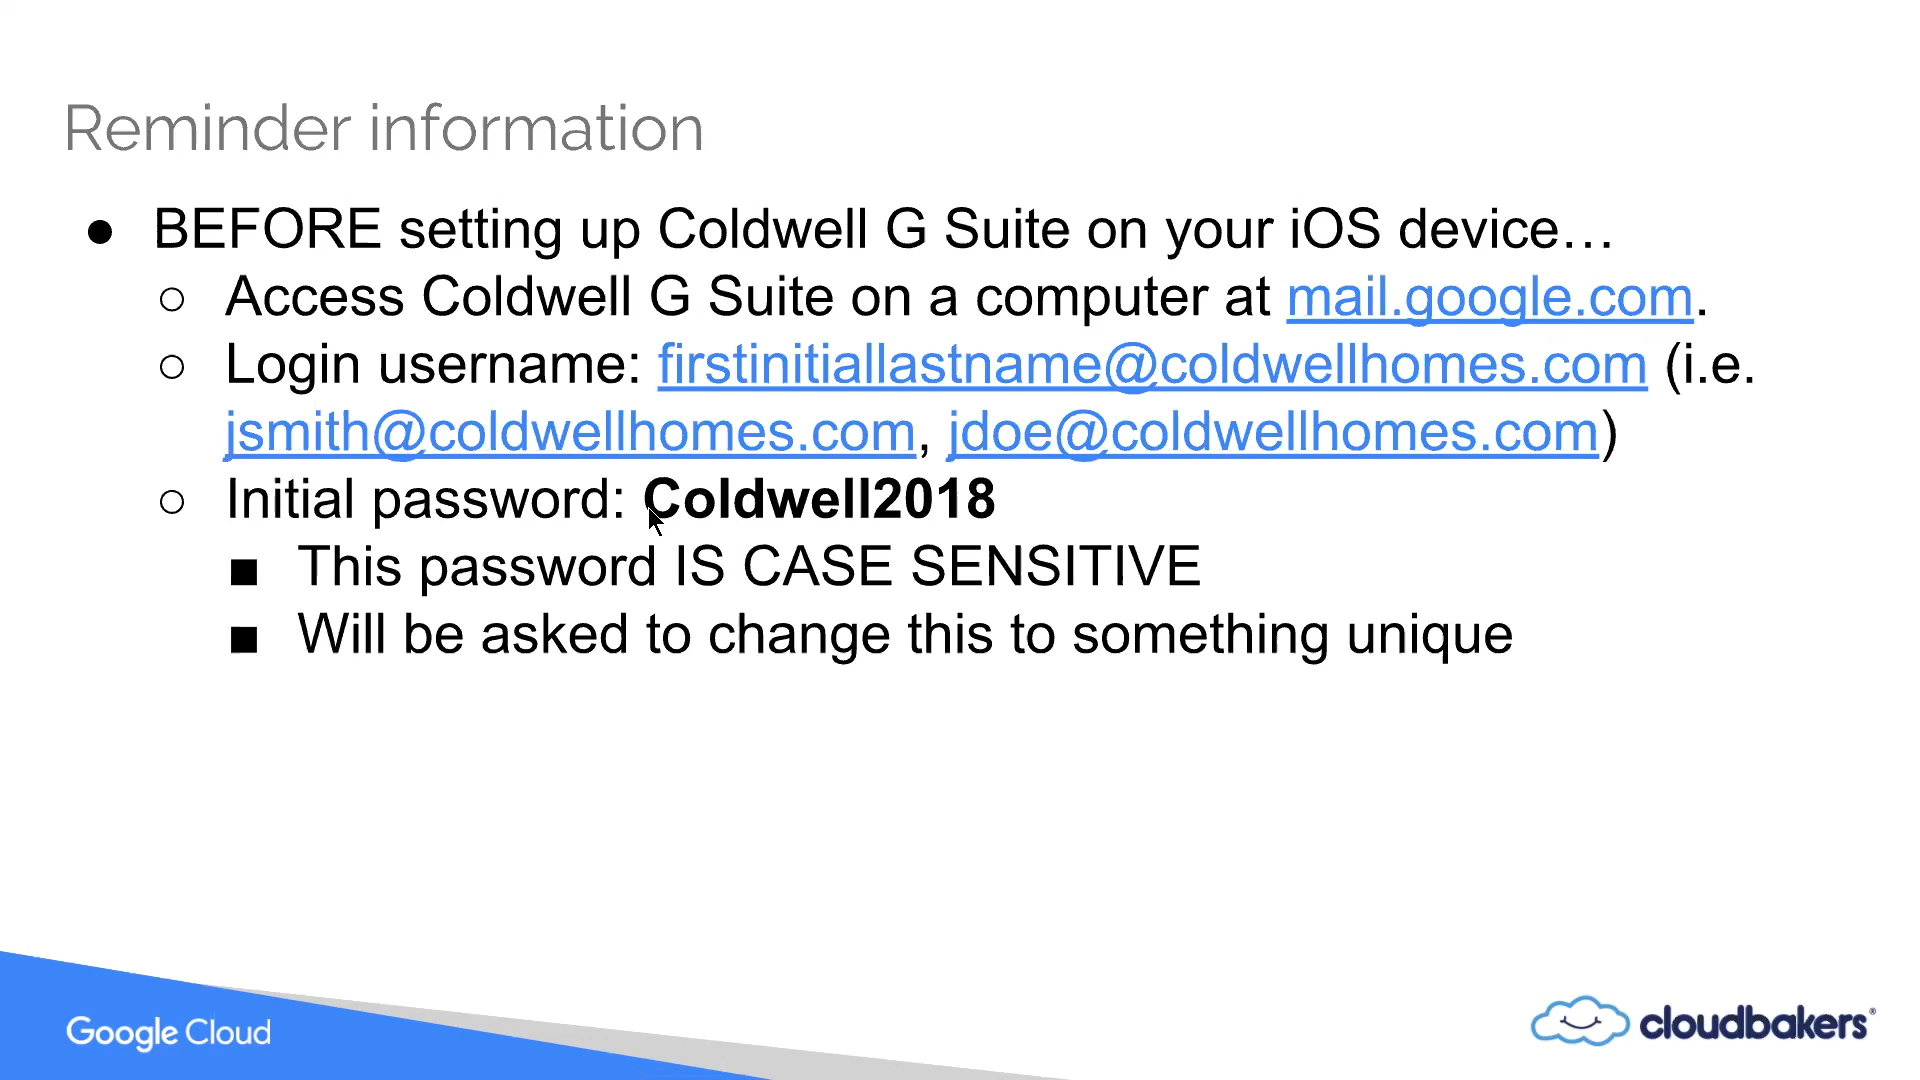 Reminder information
● BEFORE setting up Coldwell G Suite on your iOS device…
○ Access Coldwell G Suite on a computer at mail.google.com.
○ Login username: firstinitiallastname@coldwellhomes.com (i.e.
jsmith@coldwellhomes.com, jdoe@coldwellhomes.com)
○ Initial password: Coldwell2018
■ This password IS CASE SENSITIVE
■ Will be asked to change this to something unique
Google Cloud
cloudbakers®